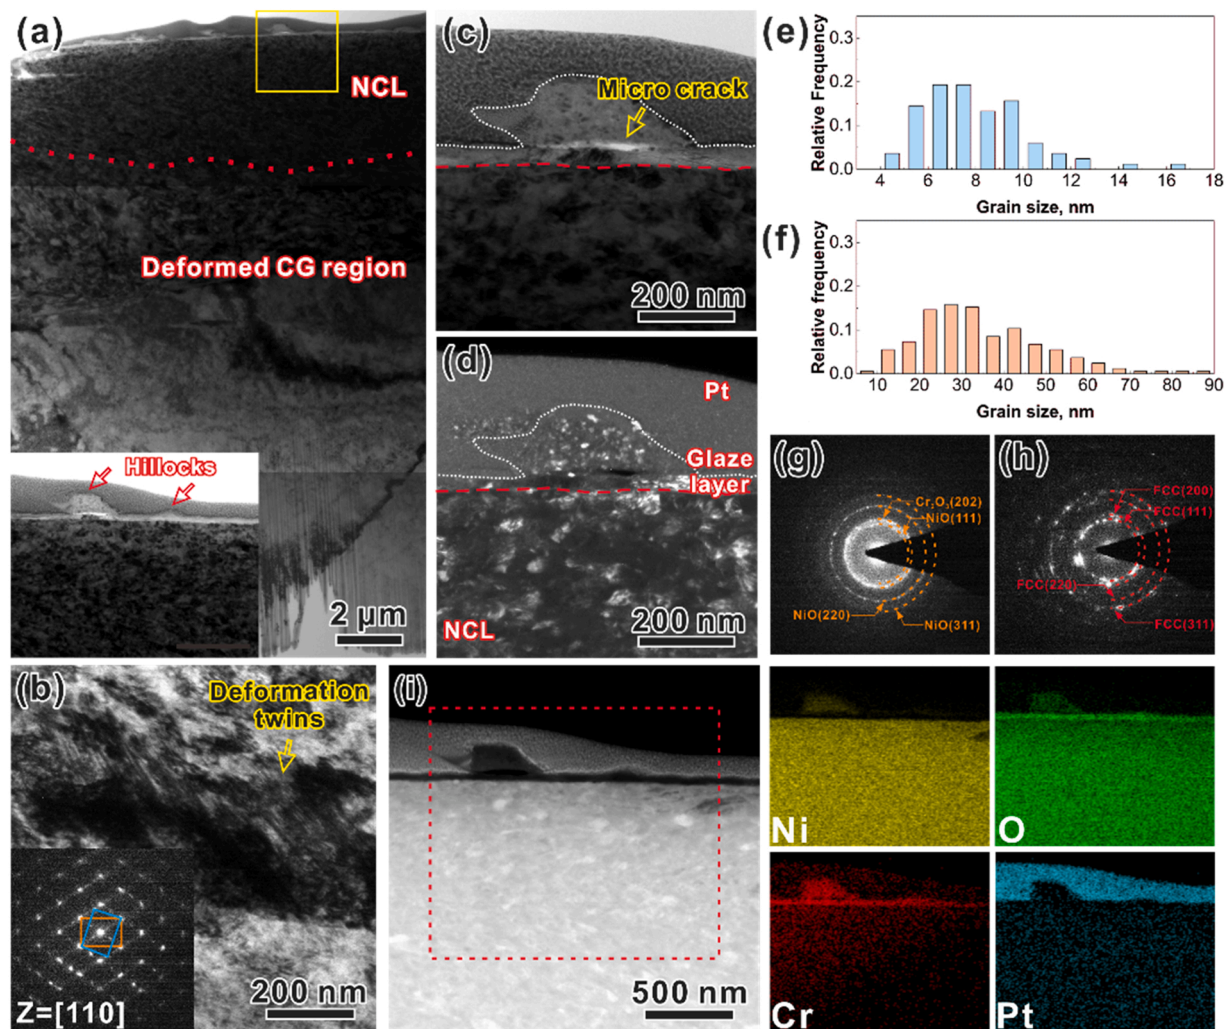 (a)
NCL
Deformed CG region
Hillocks
2 μm
(b)
Deformation
twins
Z=[110]
200 nm
(c)
Micro crack
200 nm
(d)
Pt
Glaze
layer
NCL
200 nm
(e)
Relative Frequency
0.3
0.2
0.1
0.0
4 6 8 10 12 14 16 18
Grain size, nm
(f)
Relative frequency
0.3
0.2
0.1
0.0
10 20 30 40 50 60 70 80 90
Grain size, nm
(g)
Cr₂O₃(202)
NiO(111)
NiO(220)
NiO(311)
(h)
FCC(200)
FCC(111)
FCC(220)
FCC(311)
(i)
500 nm
Ni
O
Cr
Pt